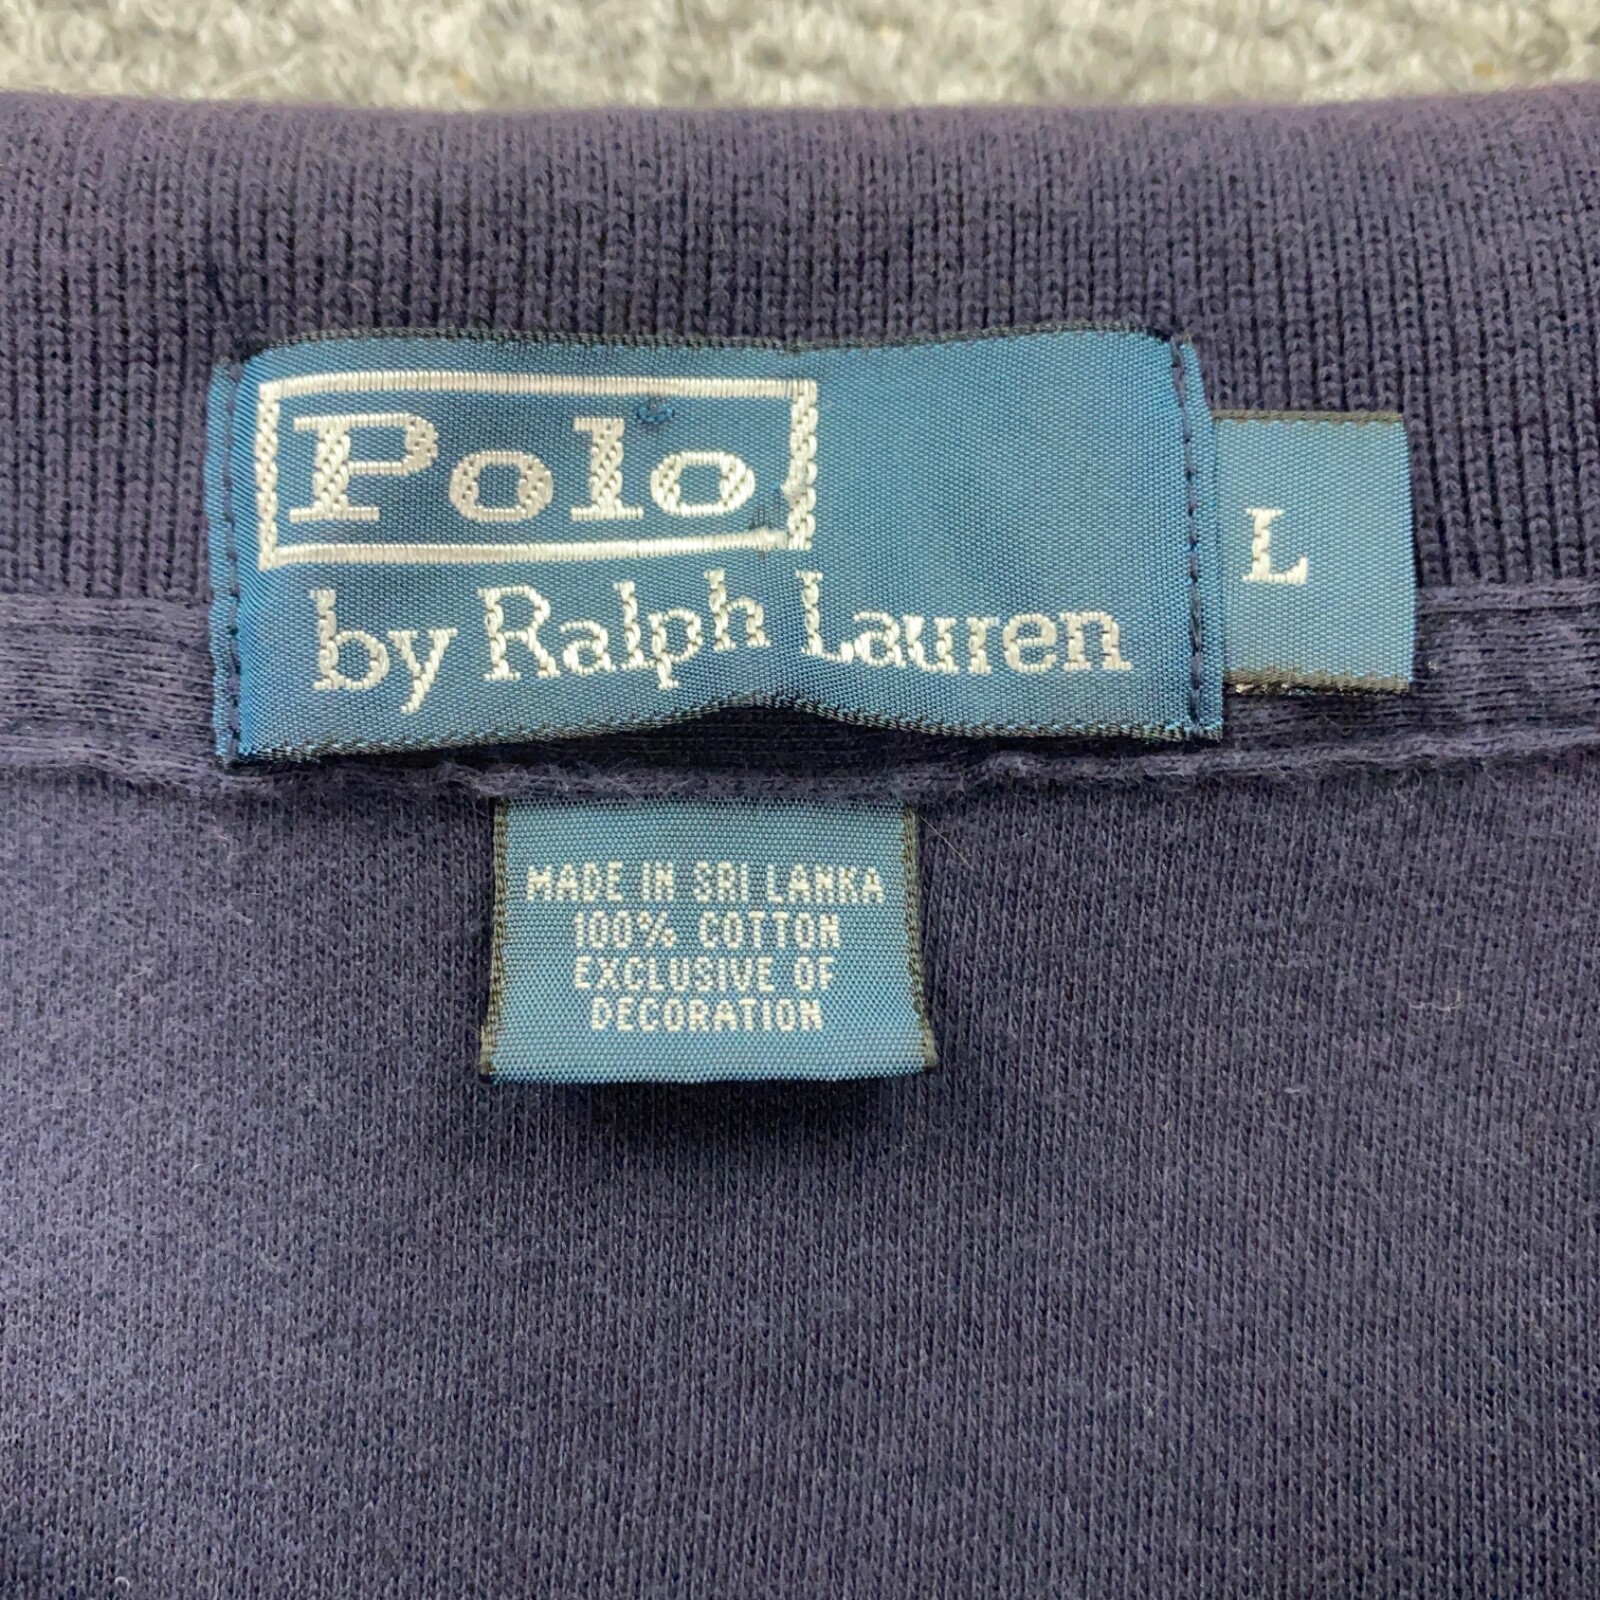 Polo
by Ralph Lauren
L
MADE IN SRI LANKA
100% COTTON
EXCLUSIVE OF
DECORATION